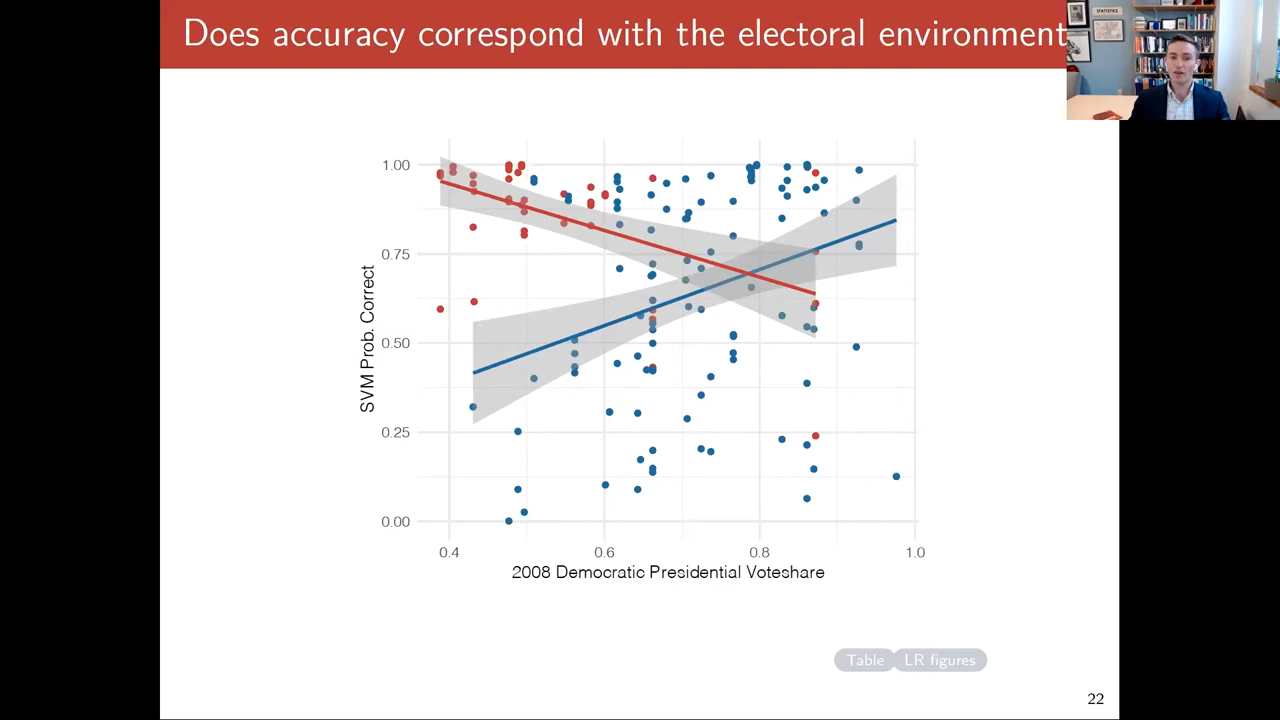 Does accuracy correspond with the electoral environment
STATISTICS
1.00
0.75
0.50
0.25
0.00
SVM Prob. Correct
0.4 0.6 0.8 1.0
2008 Democratic Presidential Voteshare
Table LR figures
22